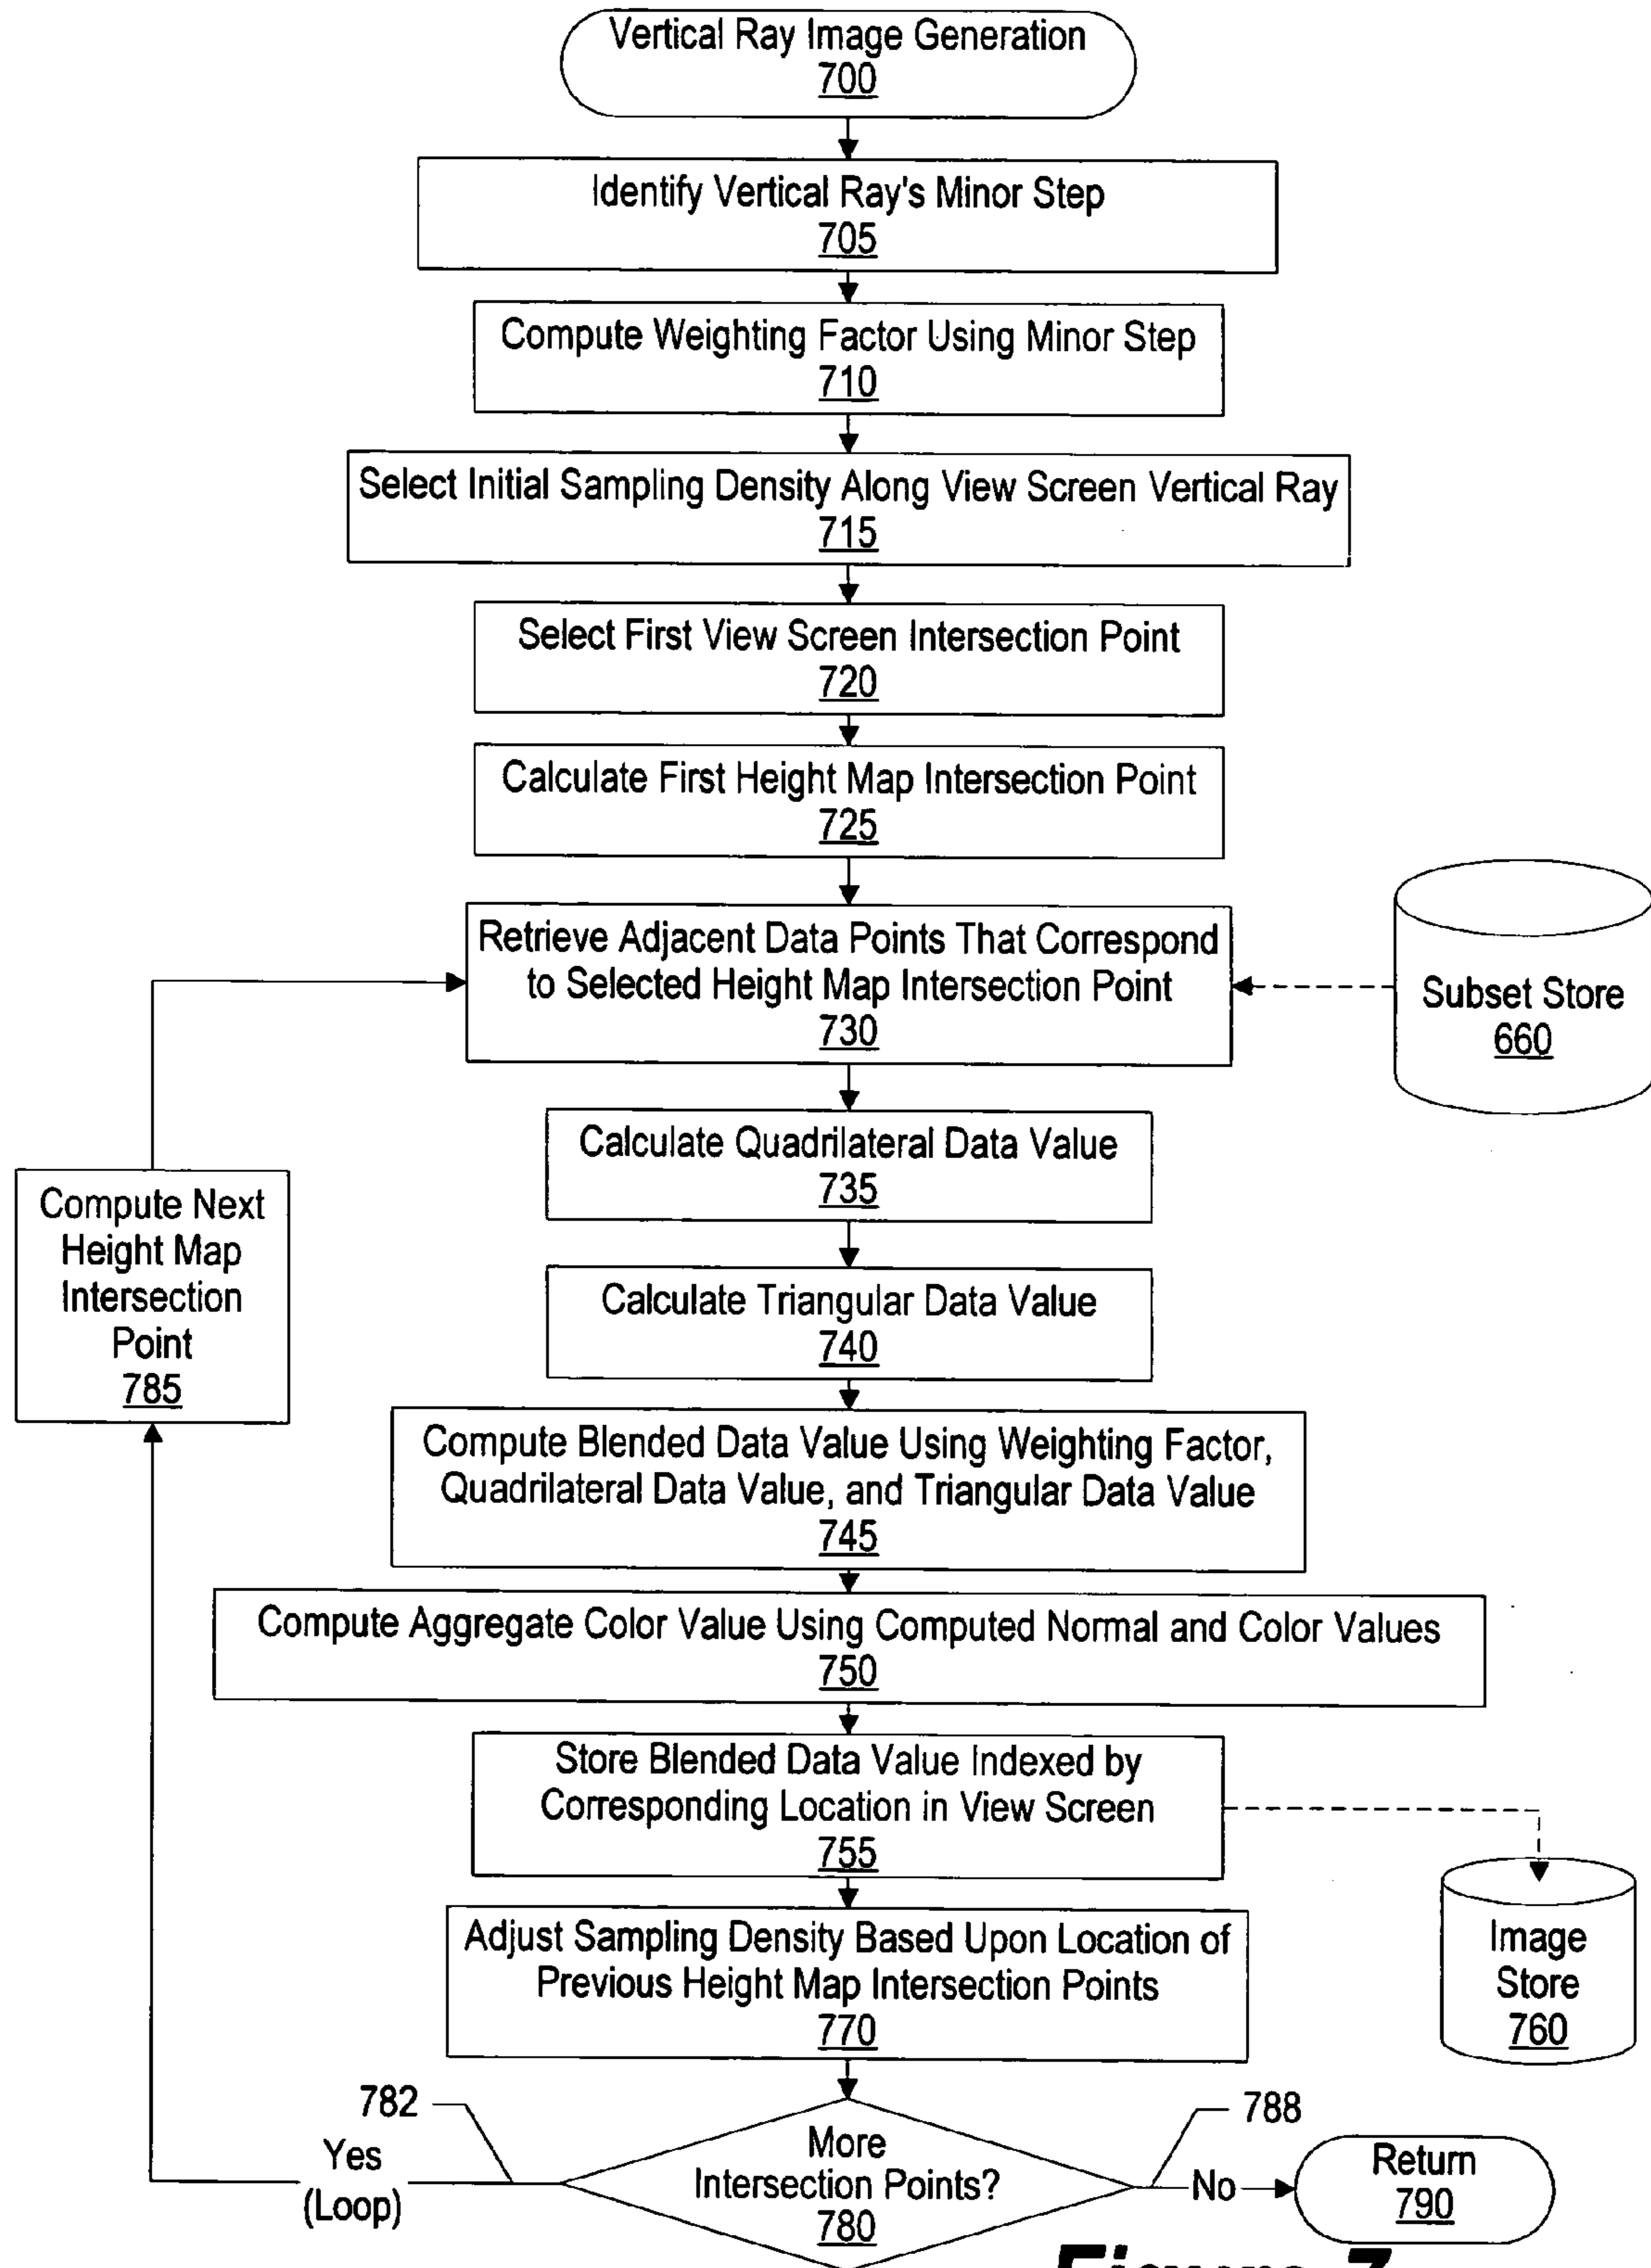 Vertical Ray Image Generation
700
Identify Vertical Ray's Minor Step
705
Compute Weighting Factor Using Minor Step
710
Select Initial Sampling Density Along View Screen Vertical Ray
715
Select First View Screen Intersection Point
720
Calculate First Height Map Intersection Point
725
Retrieve Adjacent Data Points That Correspond
to Selected Height Map Intersection Point
730
Subset Store
660
Calculate Quadrilateral Data Value
735
Compute Next
Height Map
Intersection
Point
785
Calculate Triangular Data Value
740
Compute Blended Data Value Using Weighting Factor,
Quadrilateral Data Value, and Triangular Data Value
745
Compute Aggregate Color Value Using Computed Normal and Color Values
750
Store Blended Data Value Indexed by
Corresponding Location in View Screen
755
Image
Store
760
Adjust Sampling Density Based Upon Location of
Previous Height Map Intersection Points
770
782
788
Yes
(Loop)
More
Intersection Points?
780
No
Return
790
Figure 7